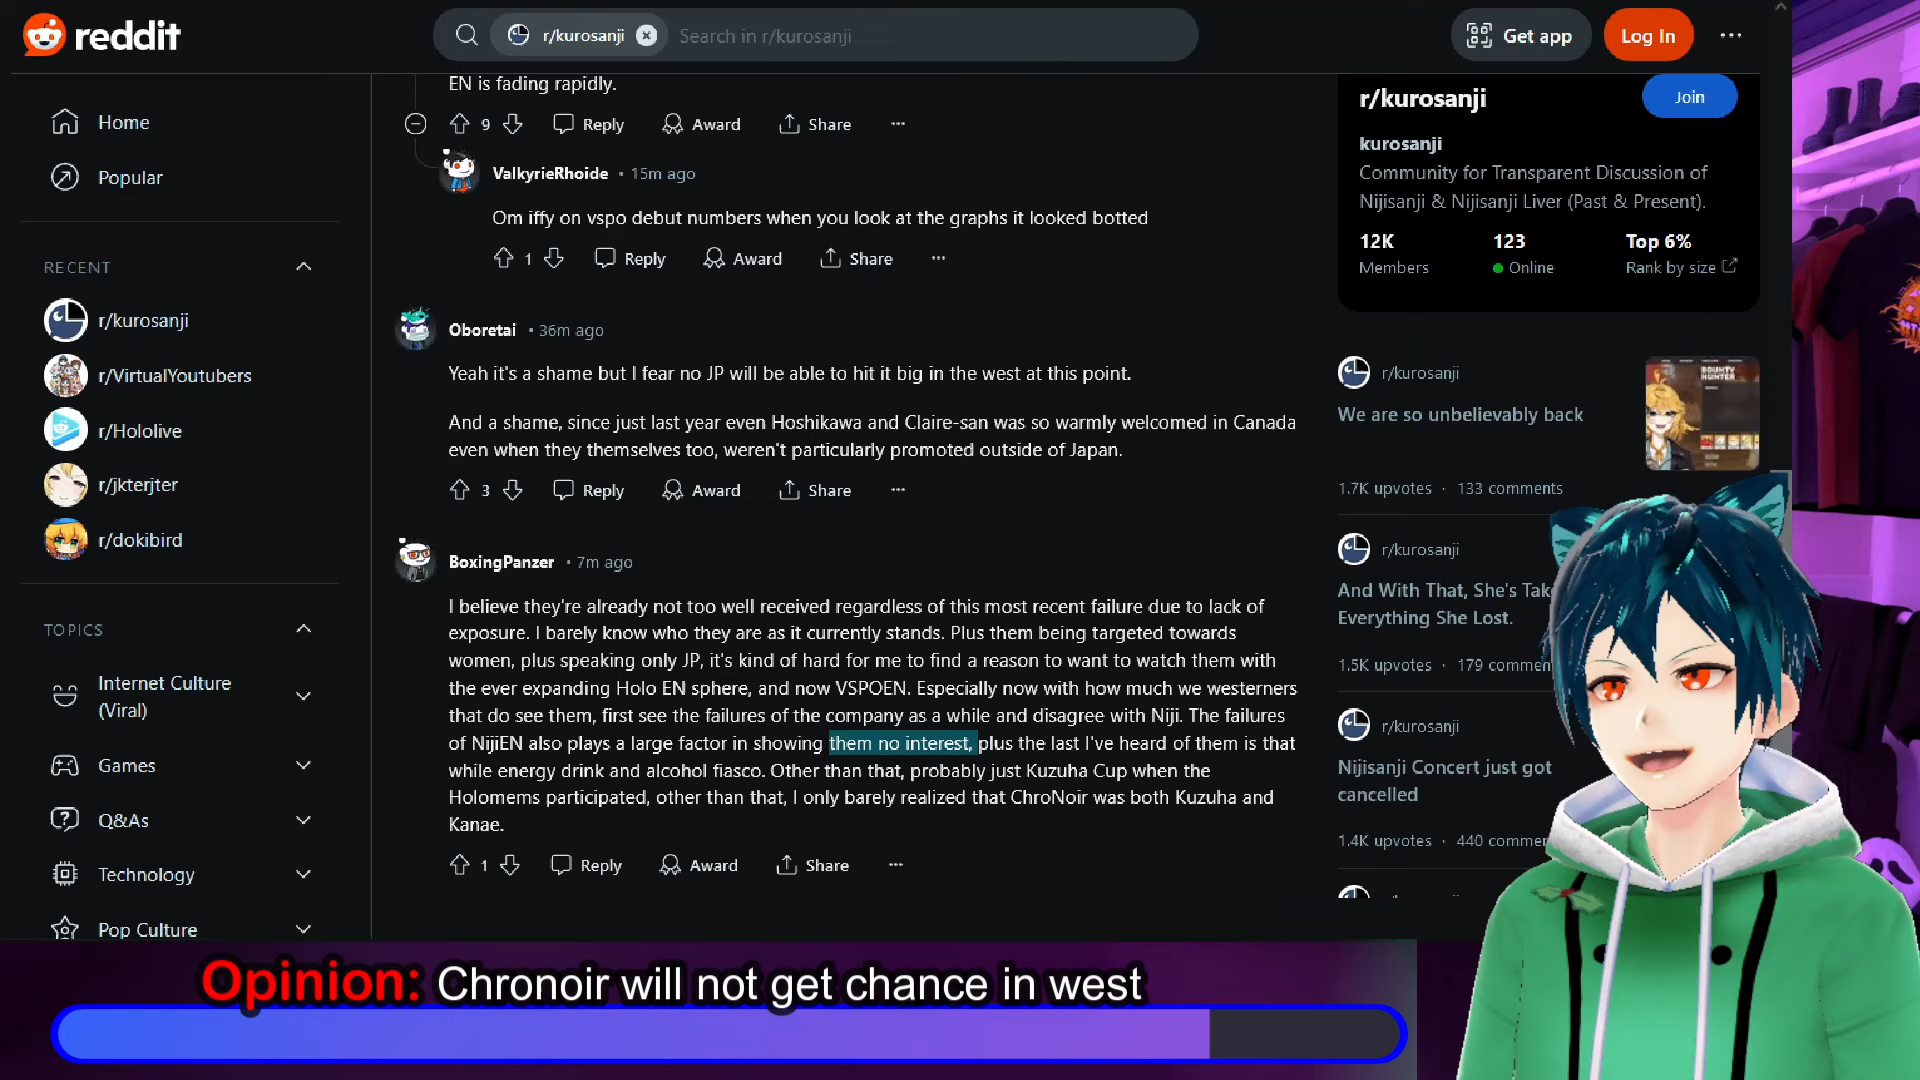 reddit
r/kurosanji
Search in r/kurosanji
Get app
Log In
Home
Popular
RECENT
r/kurosanji
r/VirtualYoutubers
r/Hololive
r/jkterjter
r/dokibird
TOPICS
Internet Culture
(Viral)
Games
Q&As
Technology
Pop Culture
EN is fading rapidly.
9 Reply Award Share
ValkyrieRhoide • 15m ago
Om iffy on vspo debut numbers when you look at the graphs it looked botted
1 Reply Award Share
Oboretai • 36m ago
Yeah it's a shame but I fear no JP will be able to hit it big in the west at this point.
And a shame, since just last year even Hoshikawa and Claire-san was so warmly welcomed in Canada
even when they themselves too, weren't particularly promoted outside of Japan.
3 Reply Award Share
BoxingPanzer • 7m ago
I believe they're already not too well received regardless of this most recent failure due to lack of
exposure. I barely know who they are as it currently stands. Plus them being targeted towards
women, plus speaking only JP, it's kind of hard for me to find a reason to want to watch them with
the ever expanding Holo EN sphere, and now VSPOEN. Especially now with how much we westerners
that do see them, first see the failures of the company as a while and disagree with Niji. The failures
of NijiEN also plays a large factor in showing them no interest, plus the last I've heard of them is that
while energy drink and alcohol fiasco. Other than that, probably just Kuzuha Cup when the
Holomems participated, other than that, I only barely realized that ChroNoir was both Kuzuha and
Kanae.
1 Reply Award Share
r/kurosanji
Join
kurosanji
Community for Transparent Discussion of
Nijisanji & Nijisanji Liver (Past & Present).
12K 123 Top 6%
Members Online Rank by size
r/kurosanji
We are so unbelievably back
BOUNTY
HUNTER
1.7K upvotes · 133 comments
r/kurosanji
And With That, She's Take
Everything She Lost.
1.5K upvotes · 179 commen
r/kurosanji
Nijisanji Concert just got
cancelled
1.4K upvotes · 440 commer
Opinion: Chronoir will not get chance in west